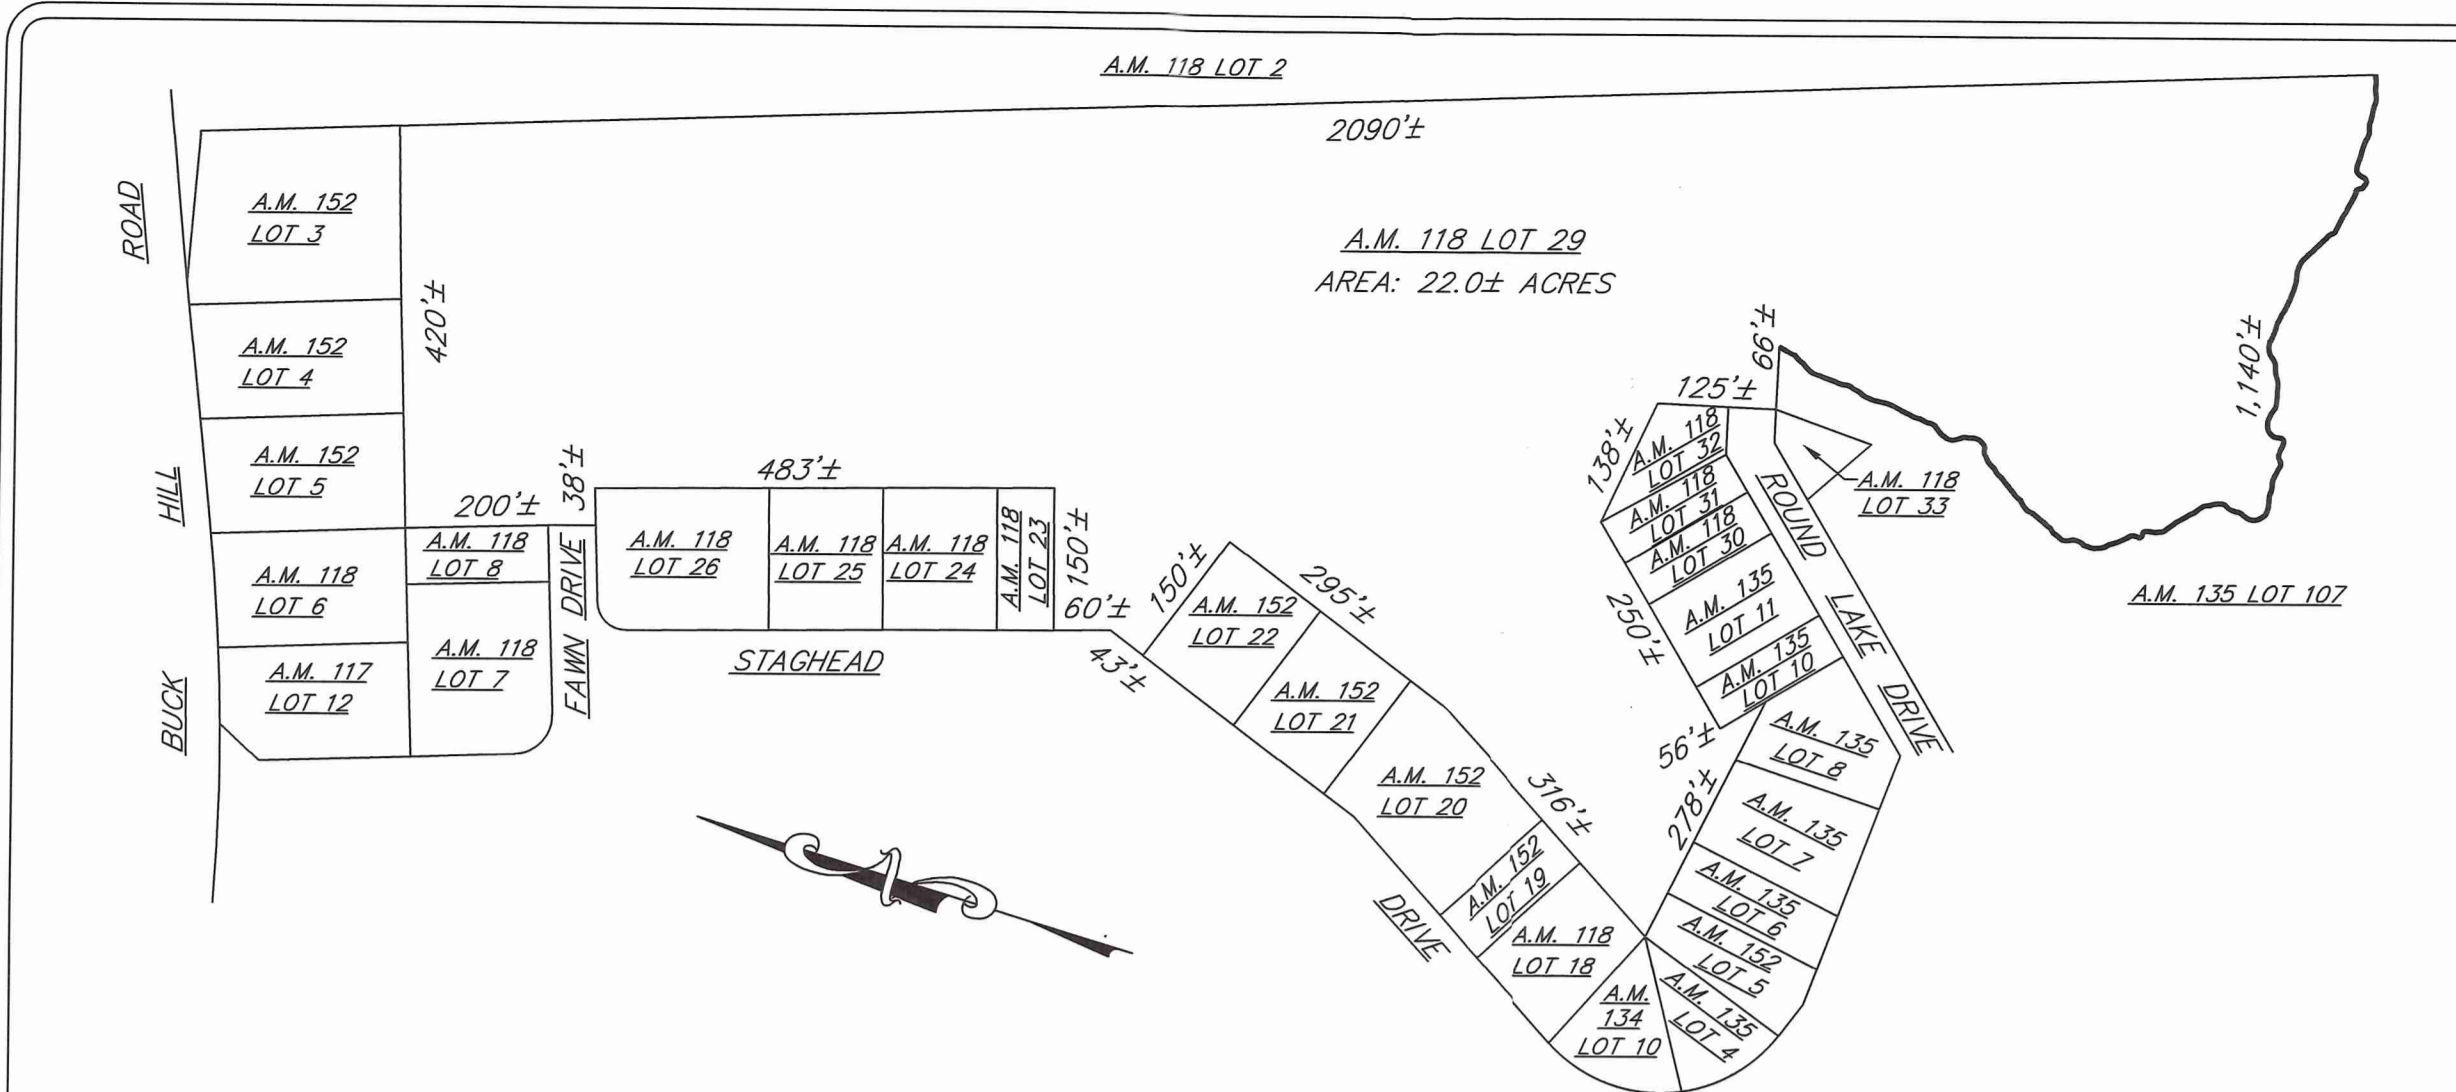 A.M. 118 LOT 2
2090'±
ROAD
A.M. 152
LOT 3
A.M. 118 LOT 29
AREA: 22.0± ACRES
420'±
A.M. 152
LOT 4
66'±
1,140'±
125'±
138'±
A.M. 118
LOT 32
HILL
A.M. 152
LOT 5
200'±
38'±
483'±
A.M. 118
LOT 31
ROUND
LAKE
DRIVE
A.M. 118
LOT 33
A.M. 118
LOT 30
A.M. 118
LOT 8
FAWN DRIVE
A.M. 118
LOT 26
A.M. 118
LOT 25
A.M. 118
LOT 24
A.M. 118
LOT 23
150'±
60'±
A.M. 118
LOT 6
150'±
295'±
A.M. 152
LOT 22
250'±
A.M. 135
LOT 11
A.M. 135 LOT 107
BUCK
A.M. 117
LOT 12
A.M. 118
LOT 7
STAGHEAD
43'±
A.M. 152
LOT 21
A.M. 135
LOT 10
56'±
A.M. 135
LOT 8
A.M. 152
LOT 20
316'±
278'±
A.M. 135
LOT 7
DRIVE
A.M. 152
LOT 19
A.M. 135
LOT 6
A.M. 118
LOT 18
A.M. 152
LOT 5
A.M.
134
LOT 10
A.M. 135
LOT 4